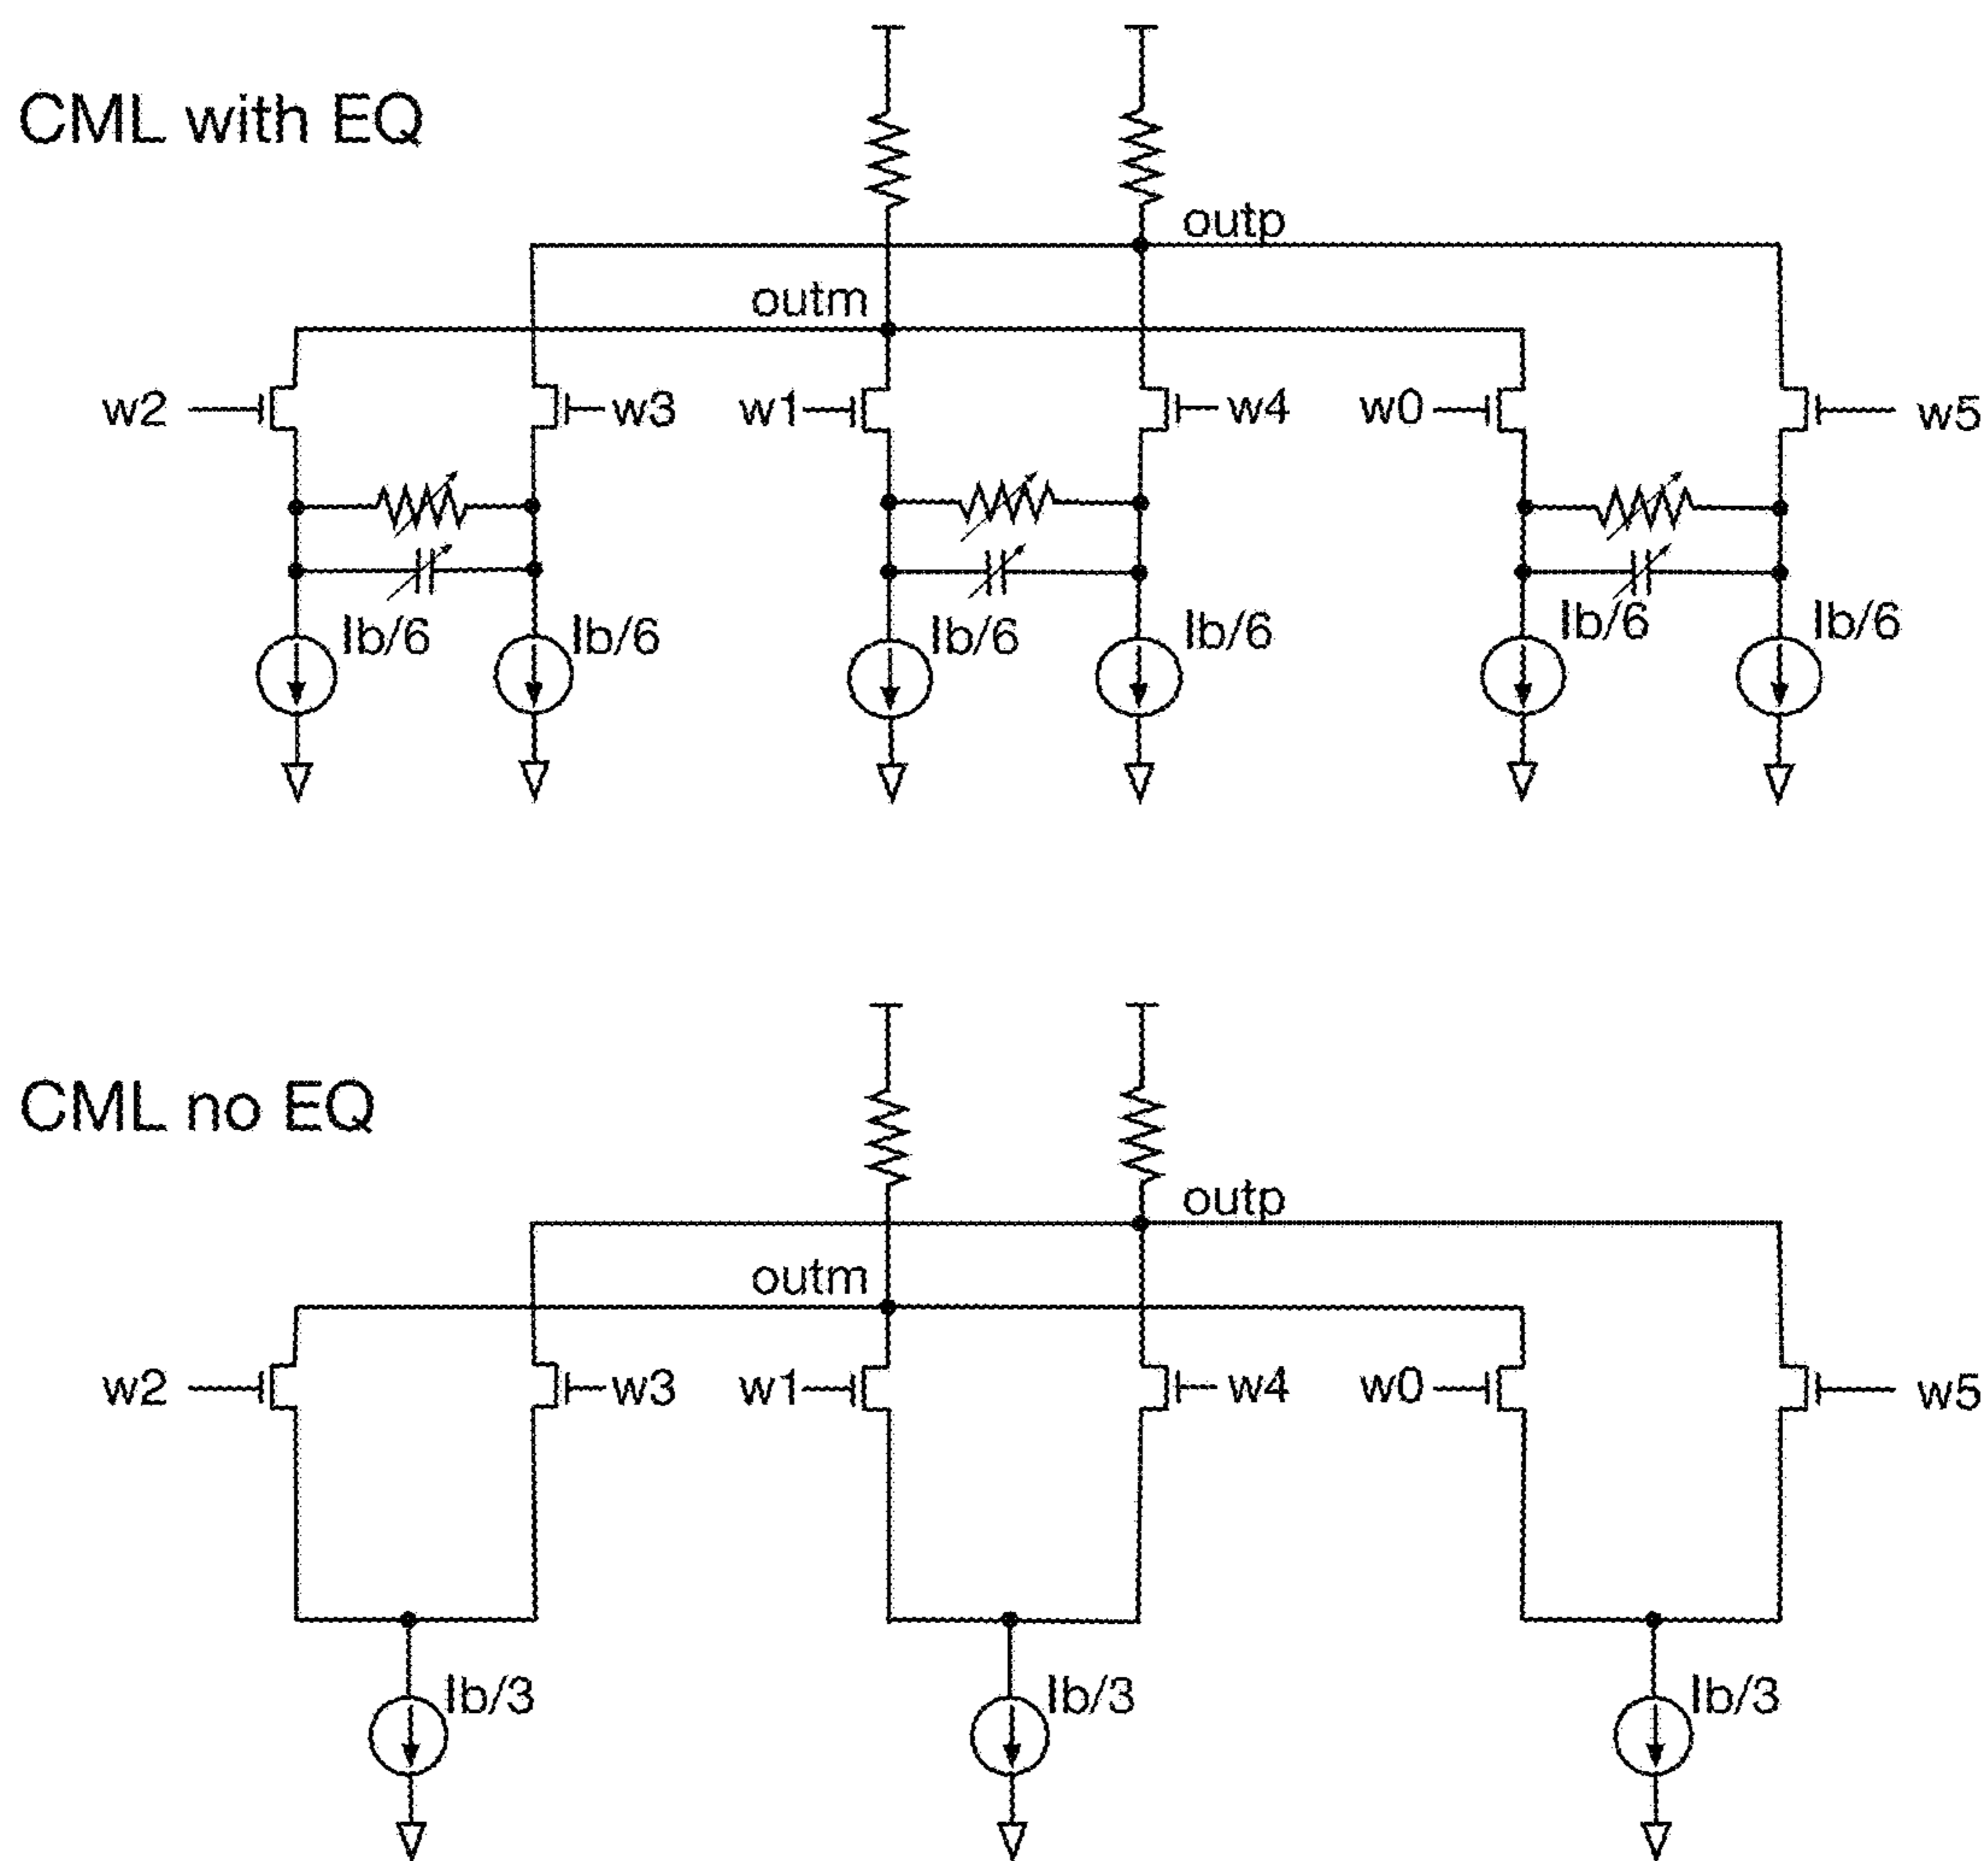 CML with EQ
outp
outm
w2 w3 w1 w4 w0 w5
Ib/6 Ib/6 Ib/6 Ib/6 Ib/6 Ib/6
CML no EQ
outp
outm
w2 w3 w1 w4 w0 w5
Ib/3 Ib/3 Ib/3